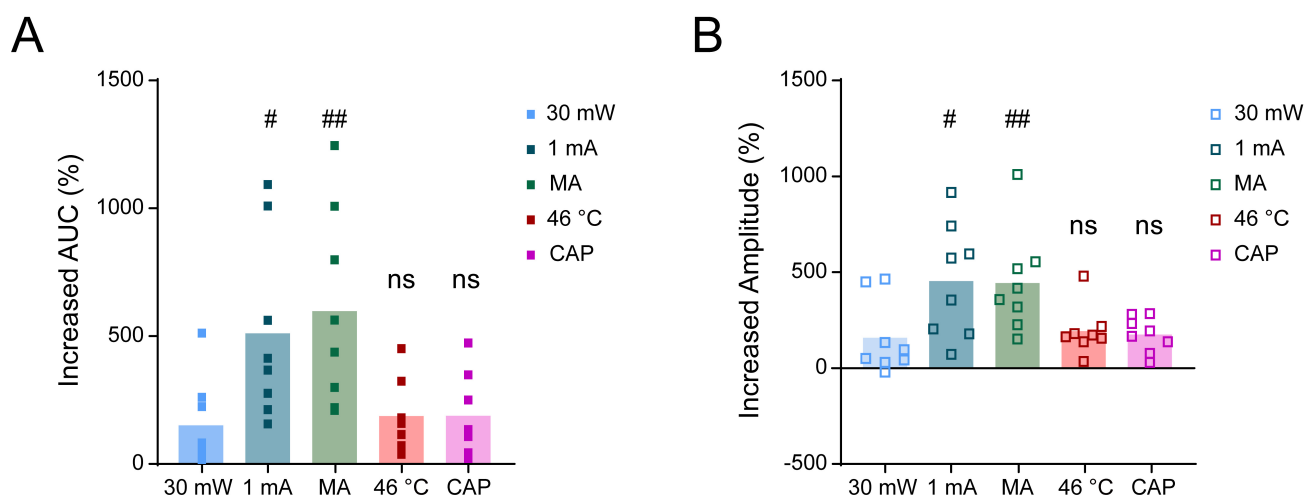 A
Increased AUC (%)
1500
1000
500
0
# ## ns ns
30 mW 1 mA MA 46 °C CAP
30 mW
1 mA
MA
46 °C
CAP
B
Increased Amplitude (%)
1500
1000
500
0
-500
# ## ns ns
30 mW 1 mA MA 46 °C CAP
30 mW
1 mA
MA
46 °C
CAP